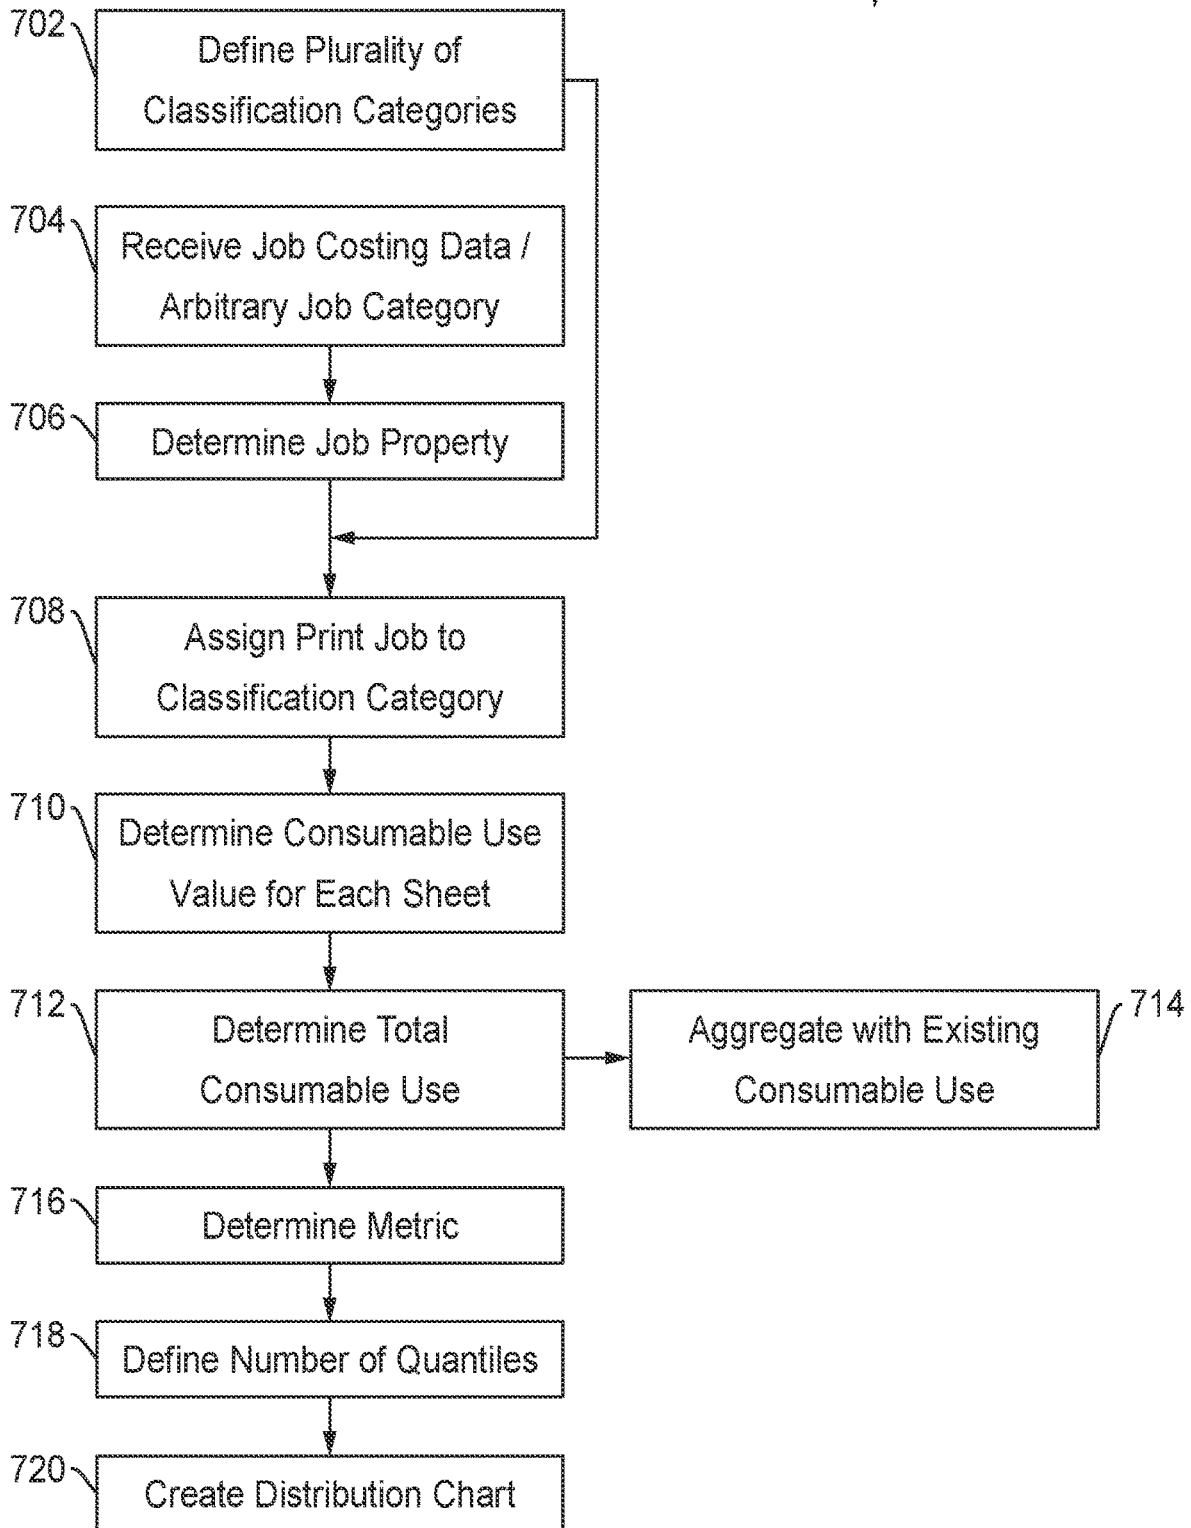 702
Define Plurality of
Classification Categories
704
Receive Job Costing Data /
Arbitrary Job Category
706
Determine Job Property
708
Assign Print Job to
Classification Category
710
Determine Consumable Use
Value for Each Sheet
712
Determine Total
Consumable Use
Aggregate with Existing
Consumable Use
714
716
Determine Metric
718
Define Number of Quantiles
720
Create Distribution Chart